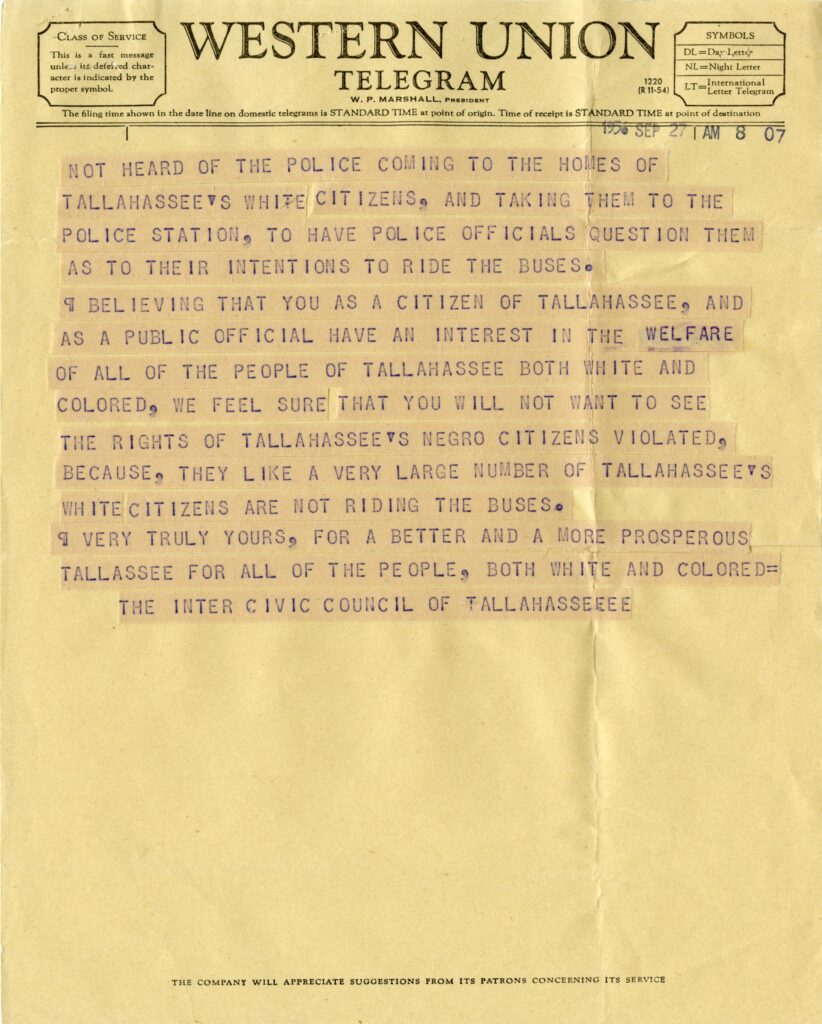 CLASS OF SERVICE
This is a fast message
unless its deferred char-
acter is indicated by the
proper symbol.
WESTERN UNION
TELEGRAM
W. P. MARSHALL, PRESIDENT
1220
(R 11-54)
SYMBOLS
DL=Day Letter
NL=Night Letter
LT=International
Letter Telegram
The filing time shown in the date line on domestic telegrams is STANDARD TIME at point of origin. Time of receipt is STANDARD TIME at point of destination
1956 SEP 27 AM 8 07
NOT HEARD OF THE POLICE COMING TO THE HOMES OF
TALLAHASSEE'S WHITE CITIZENS, AND TAKING THEM TO THE
POLICE STATION, TO HAVE POLICE OFFICIALS QUESTION THEM
AS TO THEIR INTENTIONS TO RIDE THE BUSES.
¶ BELIEVING THAT YOU AS A CITIZEN OF TALLAHASSEE, AND
AS A PUBLIC OFFICIAL HAVE AN INTEREST IN THE WELFARE
OF ALL OF THE PEOPLE OF TALLAHASSEE BOTH WHITE AND
COLORED, WE FEEL SURE THAT YOU WILL NOT WANT TO SEE
THE RIGHTS OF TALLAHASSEE'S NEGRO CITIZENS VIOLATED,
BECAUSE, THEY LIKE A VERY LARGE NUMBER OF TALLAHASSEE'S
WHITE CITIZENS ARE NOT RIDING THE BUSES.
¶ VERY TRULY YOURS, FOR A BETTER AND A MORE PROSPEROUS
TALLASSEE FOR ALL OF THE PEOPLE, BOTH WHITE AND COLORED=
THE INTER CIVIC COUNCIL OF TALLAHASSEEEE
THE COMPANY WILL APPRECIATE SUGGESTIONS FROM ITS PATRONS CONCERNING ITS SERVICE